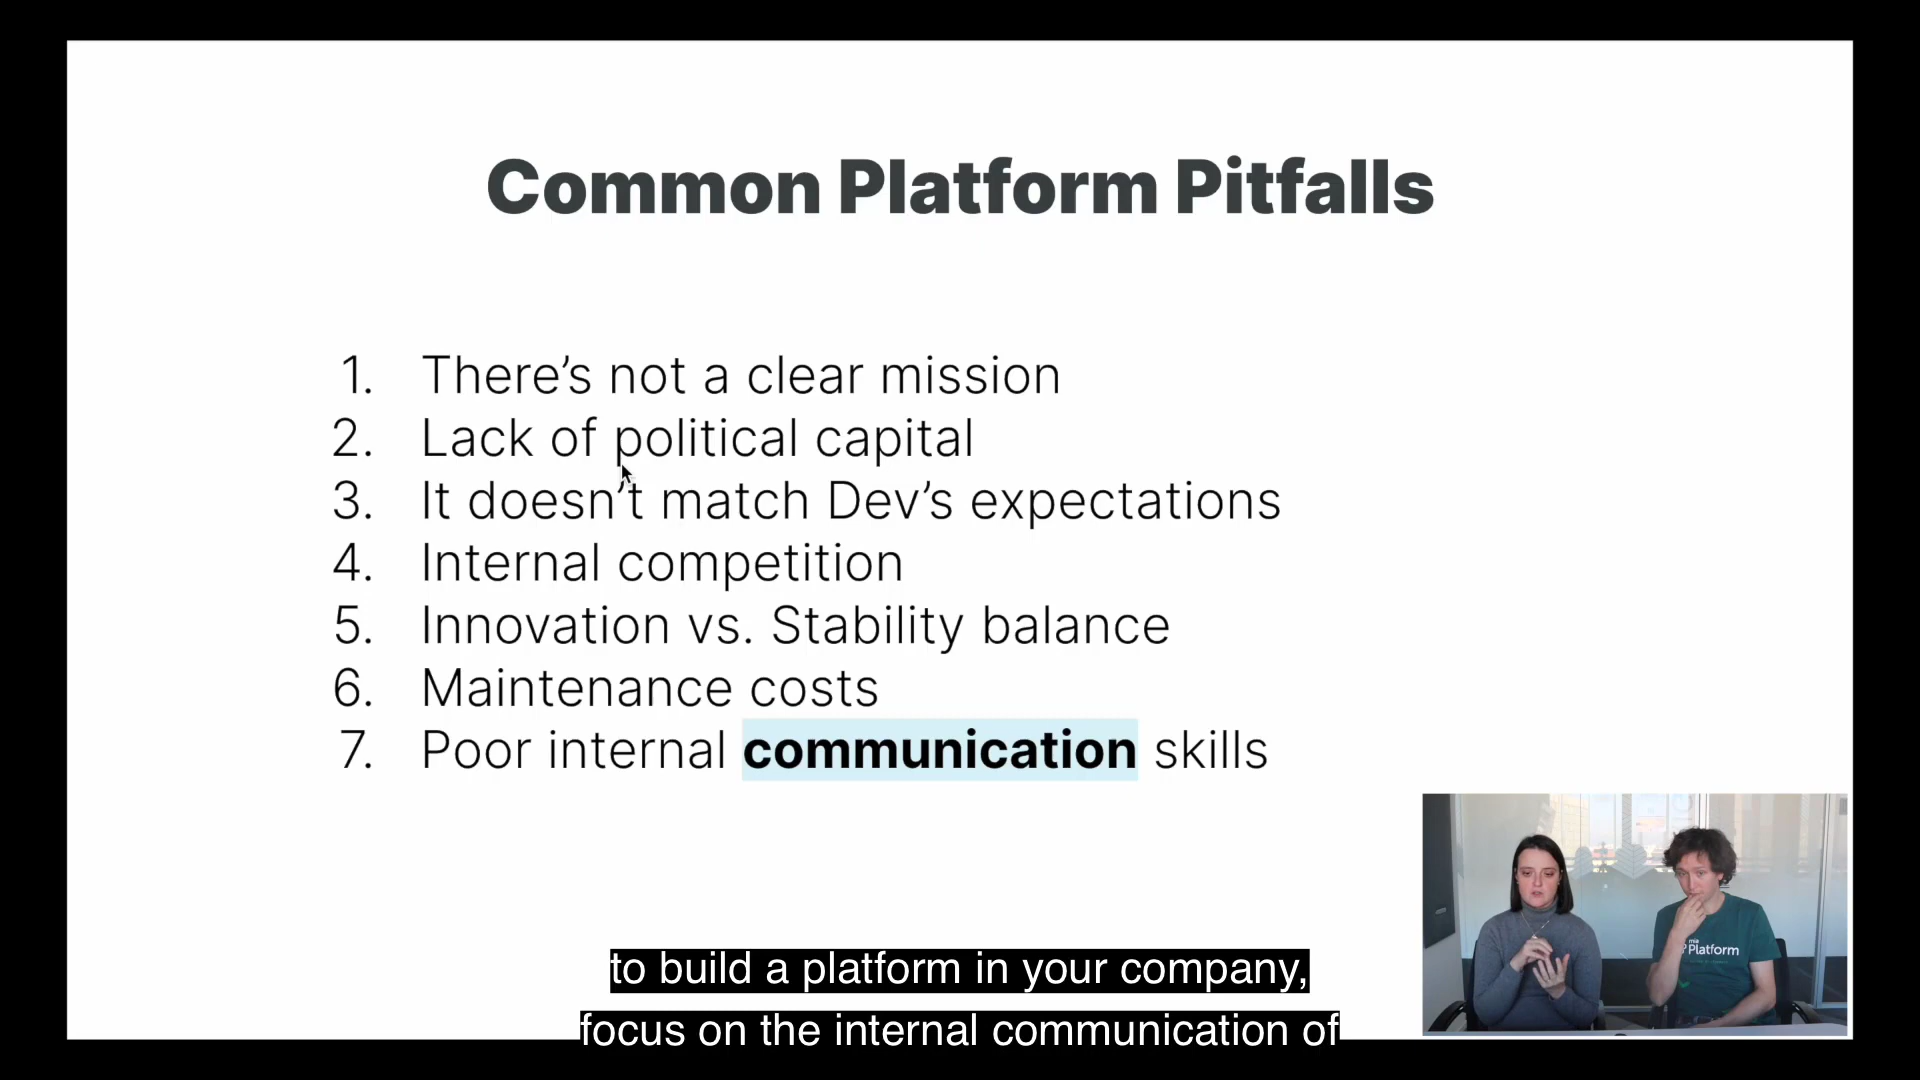 Common Platform Pitfalls
1. There’s not a clear mission
2. Lack of political capital
3. It doesn’t match Dev’s expectations
4. Internal competition
5. Innovation vs. Stability balance
6. Maintenance costs
7. Poor internal communication skills
mia
Platform
to build a platform in your company,
focus on the internal communication of